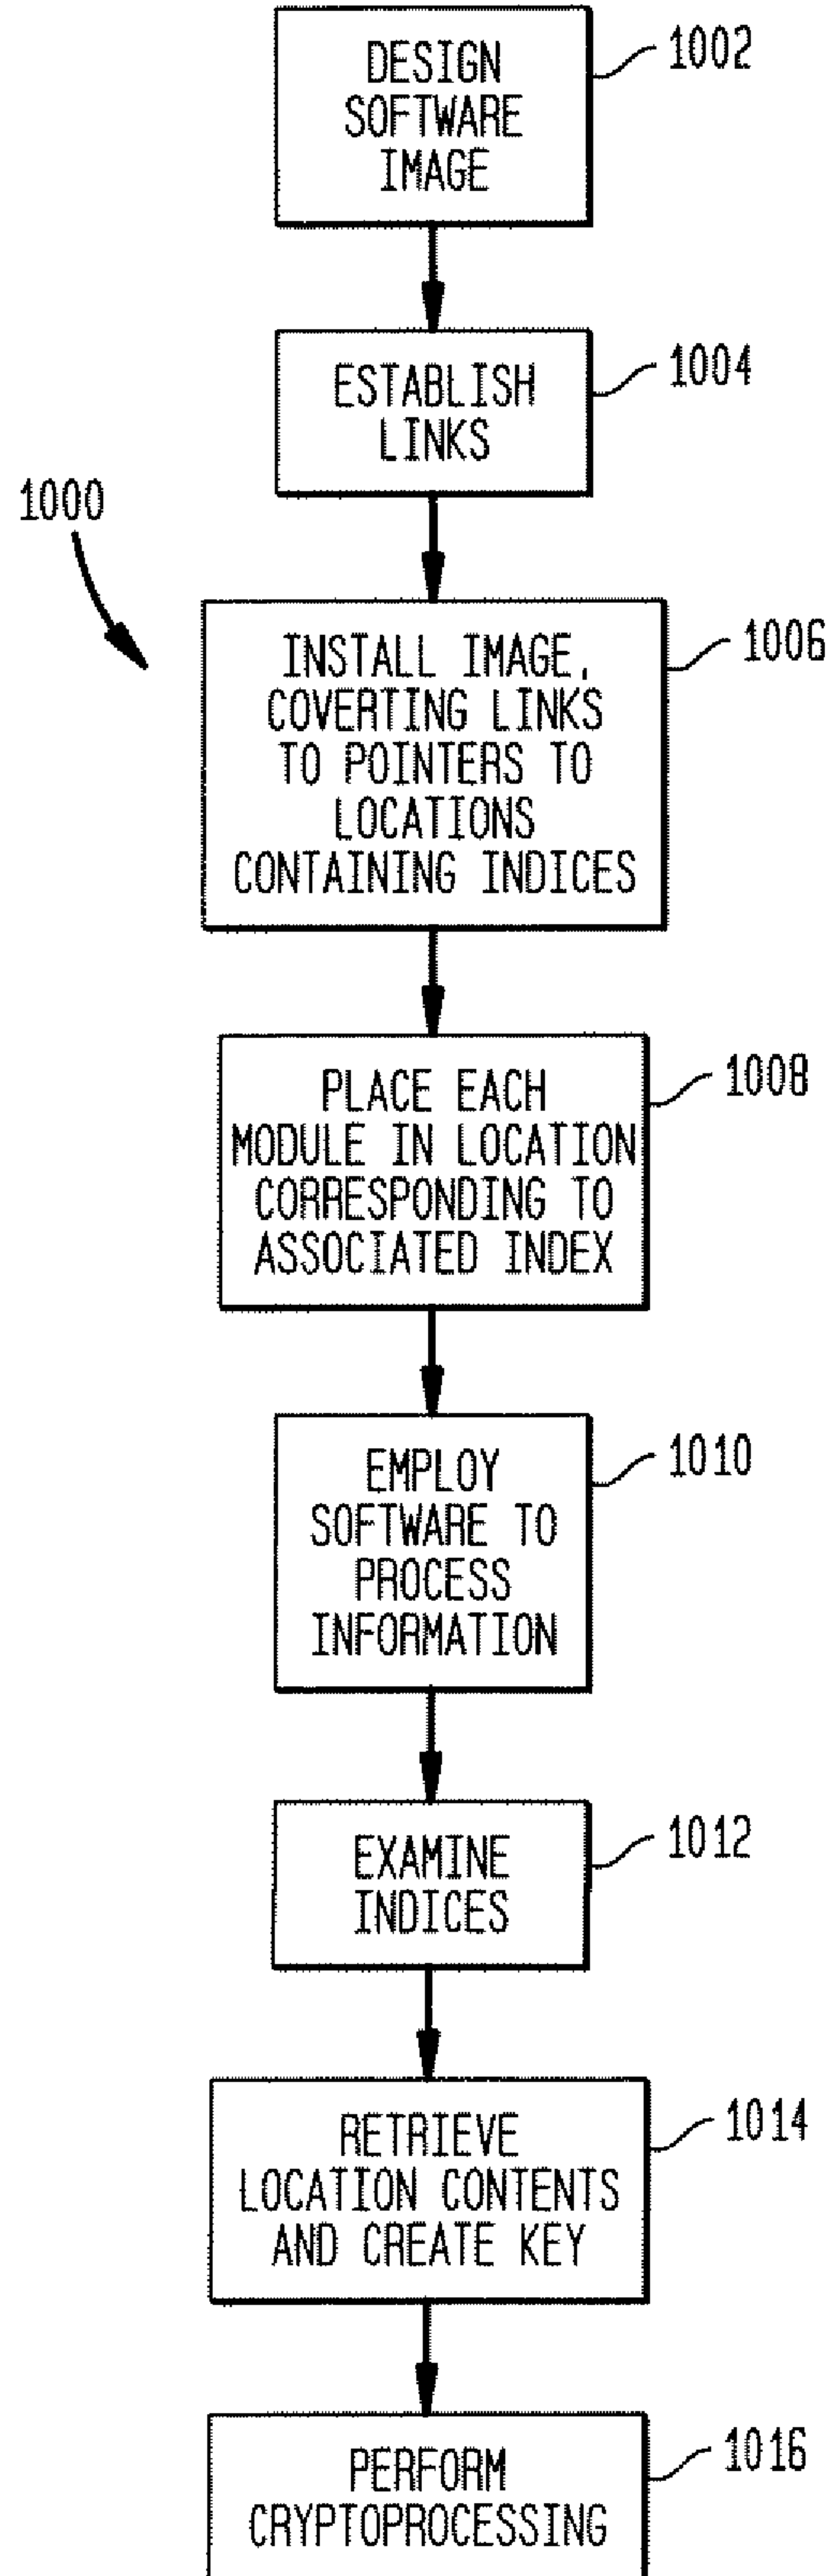 DESIGN
SOFTWARE
IMAGE
1002
ESTABLISH
LINKS
1004
1000
INSTALL IMAGE,
COVERTING LINKS
TO POINTERS TO
LOCATIONS
CONTAINING INDICES
1006
PLACE EACH
MODULE IN LOCATION
CORRESPONDING TO
ASSOCIATED INDEX
1008
EMPLOY
SOFTWARE TO
PROCESS
INFORMATION
1010
EXAMINE
INDICES
1012
RETRIEVE
LOCATION CONTENTS
AND CREATE KEY
1014
PERFORM
CRYPTOPROCESSING
1016